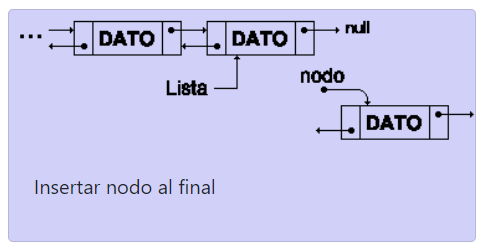 ... DATO DATO null
Lista
nodo
DATO
Insertar nodo al final